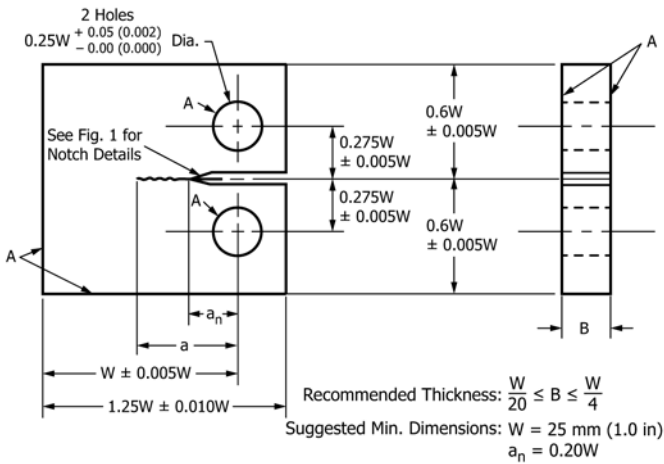 2 Holes
0.25W + 0.05 (0.002) Dia.
− 0.00 (0.000)
A
A
See Fig. 1 for
Notch Details
0.6W
± 0.005W
0.275W
± 0.005W
A
0.275W
± 0.005W
0.6W
± 0.005W
A
an
a
B
W ± 0.005W
1.25W ± 0.010W
Recommended Thickness: W/20 ≤ B ≤ W/4
Suggested Min. Dimensions: W = 25 mm (1.0 in)
an = 0.20W